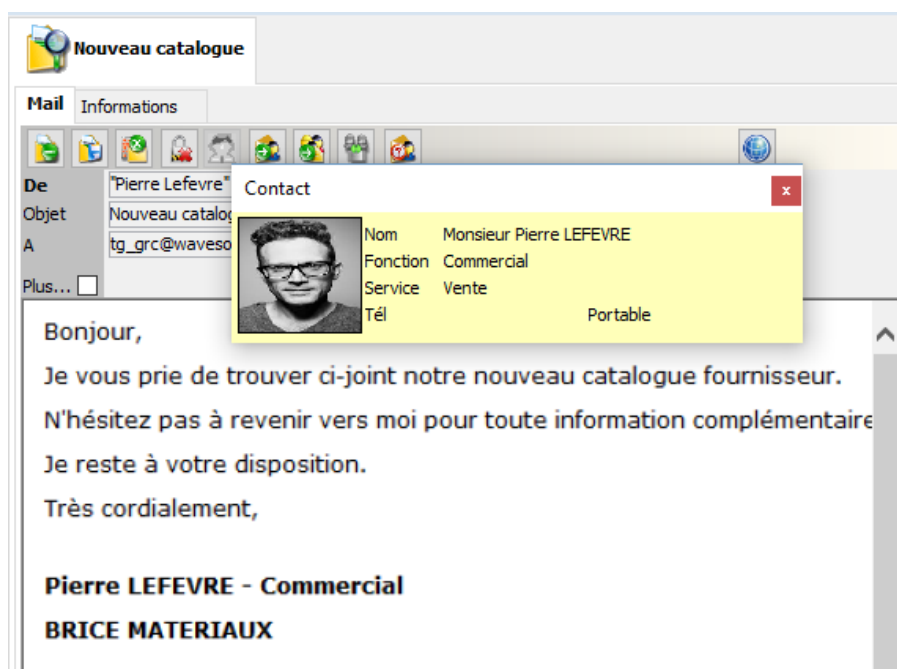 Nouveau catalogue
Mail Informations
De "Pierre Lefevre"
Objet Nouveau catalog
A tg_grc@waveso
Plus...
Contact x
Nom Monsieur Pierre LEFEVRE
Fonction Commercial
Service Vente
Tél Portable
Bonjour,
Je vous prie de trouver ci-joint notre nouveau catalogue fournisseur.
N'hésitez pas à revenir vers moi pour toute information complémentaire
Je reste à votre disposition.
Très cordialement,
Pierre LEFEVRE - Commercial
BRICE MATERIAUX